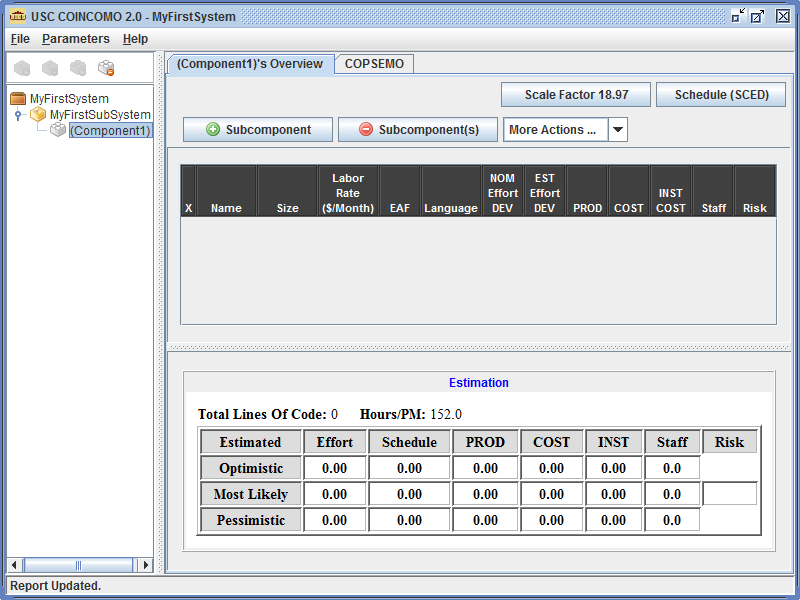 USC COINCOMO 2.0 - MyFirstSystem
File Parameters Help
(Component1)'s Overview COPSEMO
Scale Factor 18.97 Schedule (SCED)
MyFirstSystem
MyFirstSubSystem
(Component1)
Subcomponent Subcomponent(s) More Actions ...
X Name Size Labor Rate ($/Month) EAF Language NOM Effort DEV EST Effort DEV PROD COST INST COST Staff Risk
Estimation
Total Lines Of Code: 0 Hours/PM: 152.0
Estimated Effort Schedule PROD COST INST Staff Risk
Optimistic 0.00 0.00 0.00 0.00 0.00 0.0
Most Likely 0.00 0.00 0.00 0.00 0.00 0.0
Pessimistic 0.00 0.00 0.00 0.00 0.00 0.0
Report Updated.